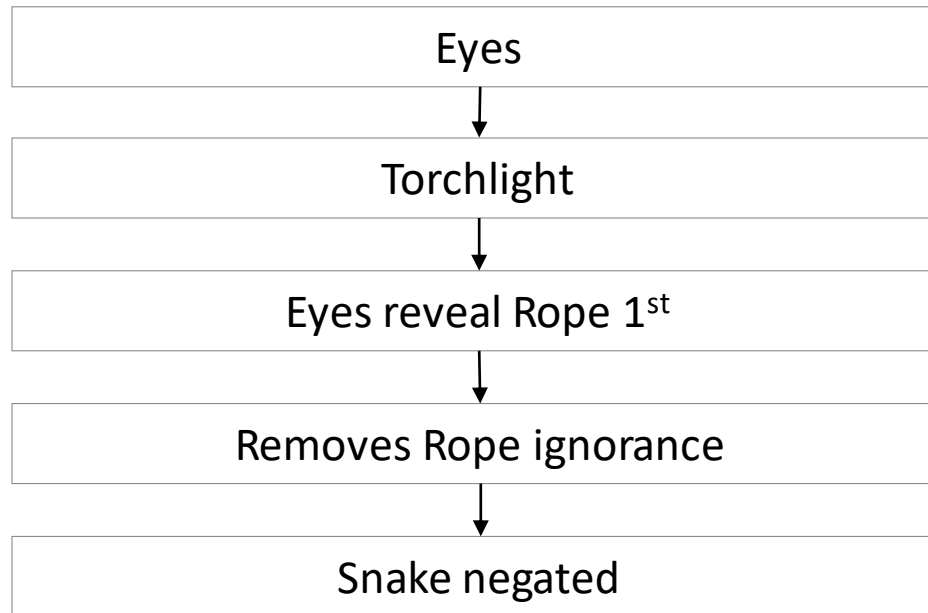 Eyes
Torchlight
Eyes reveal Rope 1st
Removes Rope ignorance
Snake negated